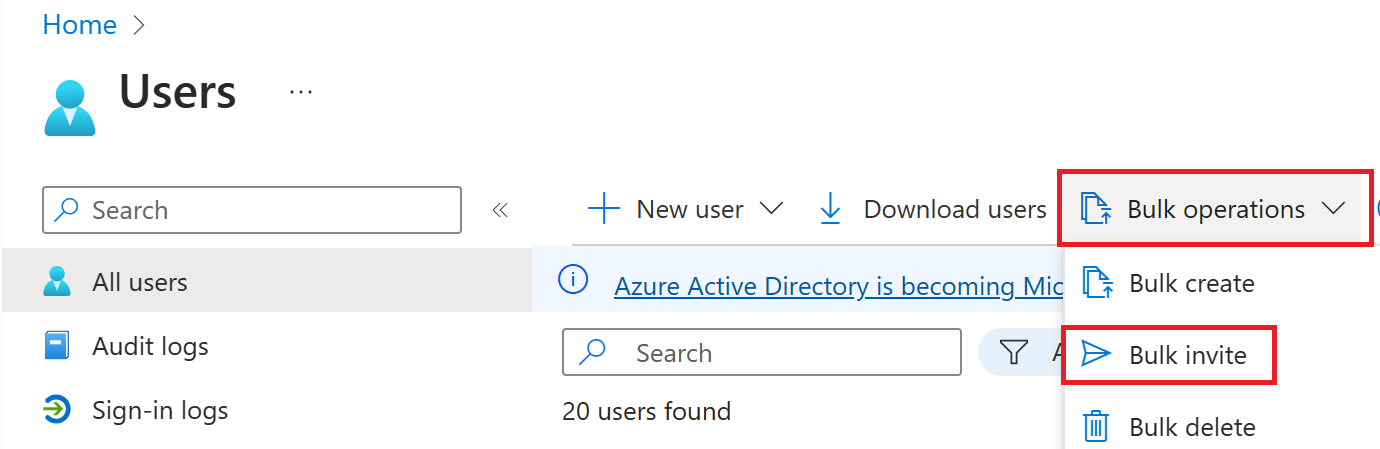 Home
Users
Search
New user
Download users
Bulk operations
All users
Azure Active Directory is becoming
Bulk create
Audit logs
Search
Bulk invite
Sign-in logs
20 users found
Bulk delete